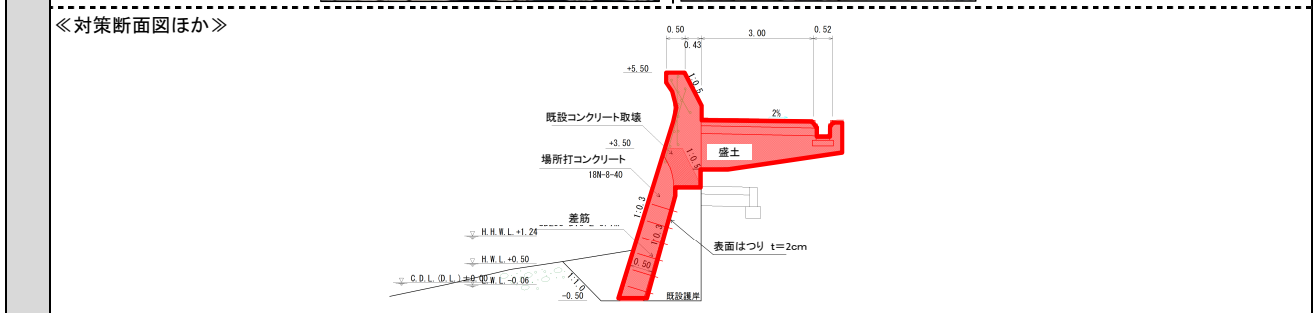 ≪対策断面図ほか≫
0.50
0.43
3.00
0.52
+5.50
1:0.5
2%
既設コンクリート取壊
+3.50
盛土
1:0.5
場所打コンクリート
18N-8-40
1:0.3
差筋
H.H.W.L.+1.24
1:0.3
表面はつり t=2cm
H.W.L.+0.50
0.50
C.D.L.(D.L.)±0.00
L.W.L.-0.06
1:1.0
-0.50
既設護岸